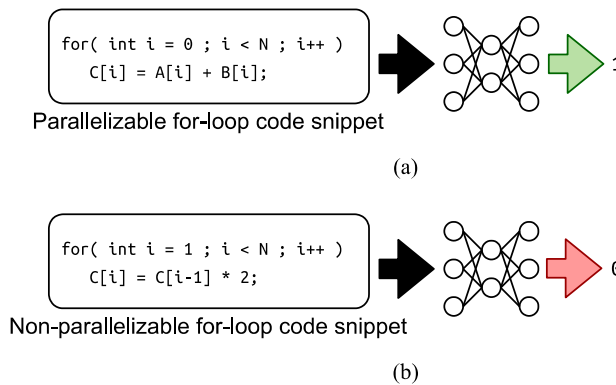 for( int i = 0 ; i < N ; i++ )
C[i] = A[i] + B[i];
1
Parallelizable for-loop code snippet
(a)
for( int i = 1 ; i < N ; i++ )
C[i] = C[i-1] * 2;
0
Non-parallelizable for-loop code snippet
(b)